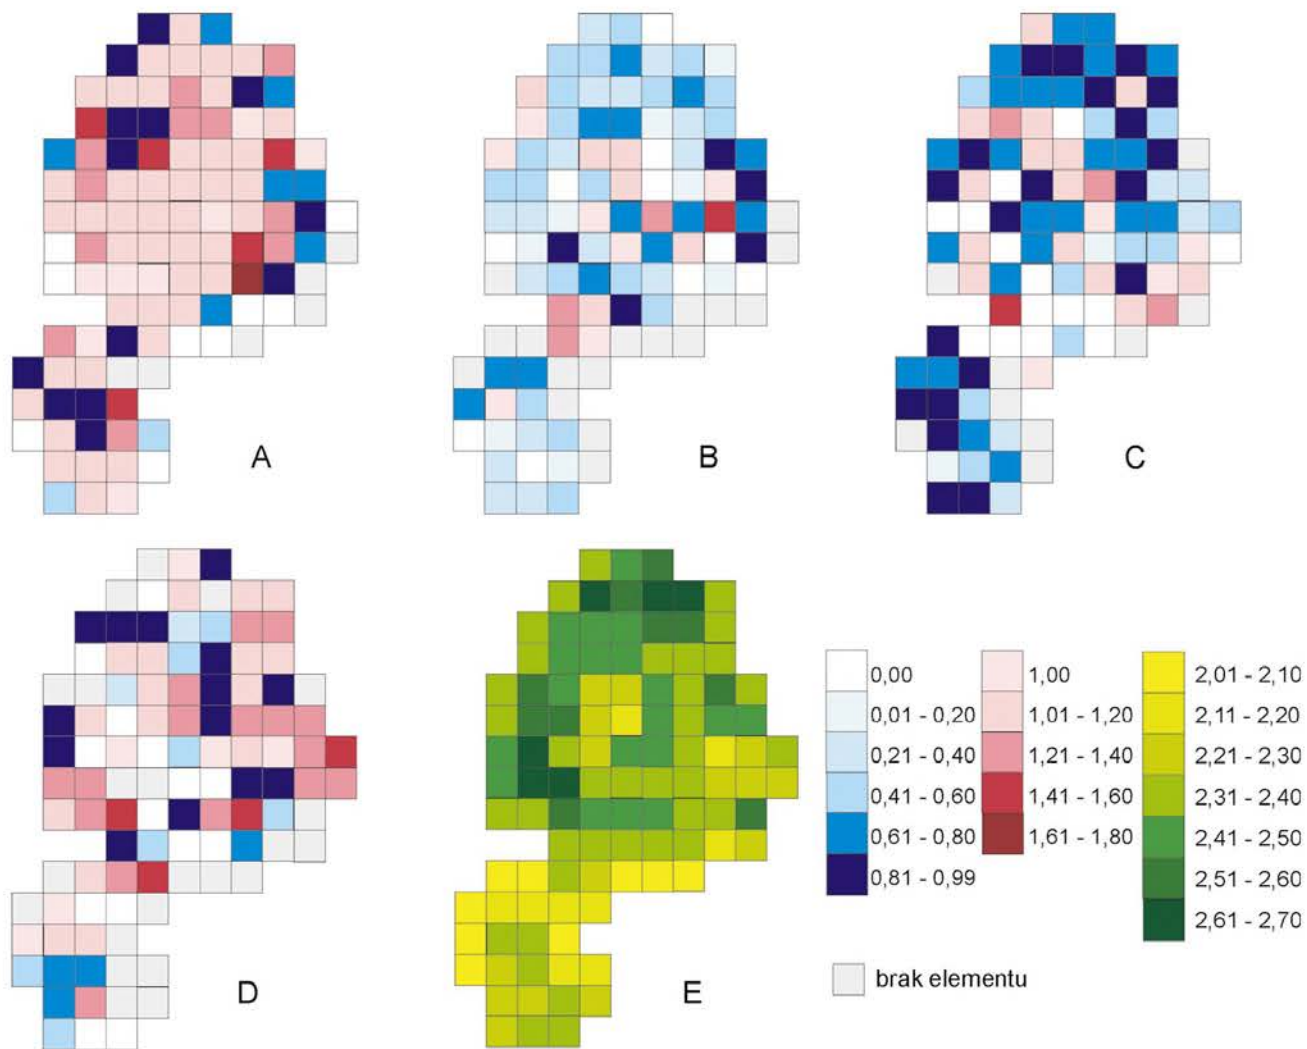 A
B
C
D
E
0,00
0,01 - 0,20
0,21 - 0,40
0,41 - 0,60
0,61 - 0,80
0,81 - 0,99
1,00
1,01 - 1,20
1,21 - 1,40
1,41 - 1,60
1,61 - 1,80
2,01 - 2,10
2,11 - 2,20
2,21 - 2,30
2,31 - 2,40
2,41 - 2,50
2,51 - 2,60
2,61 - 2,70
brak elementu